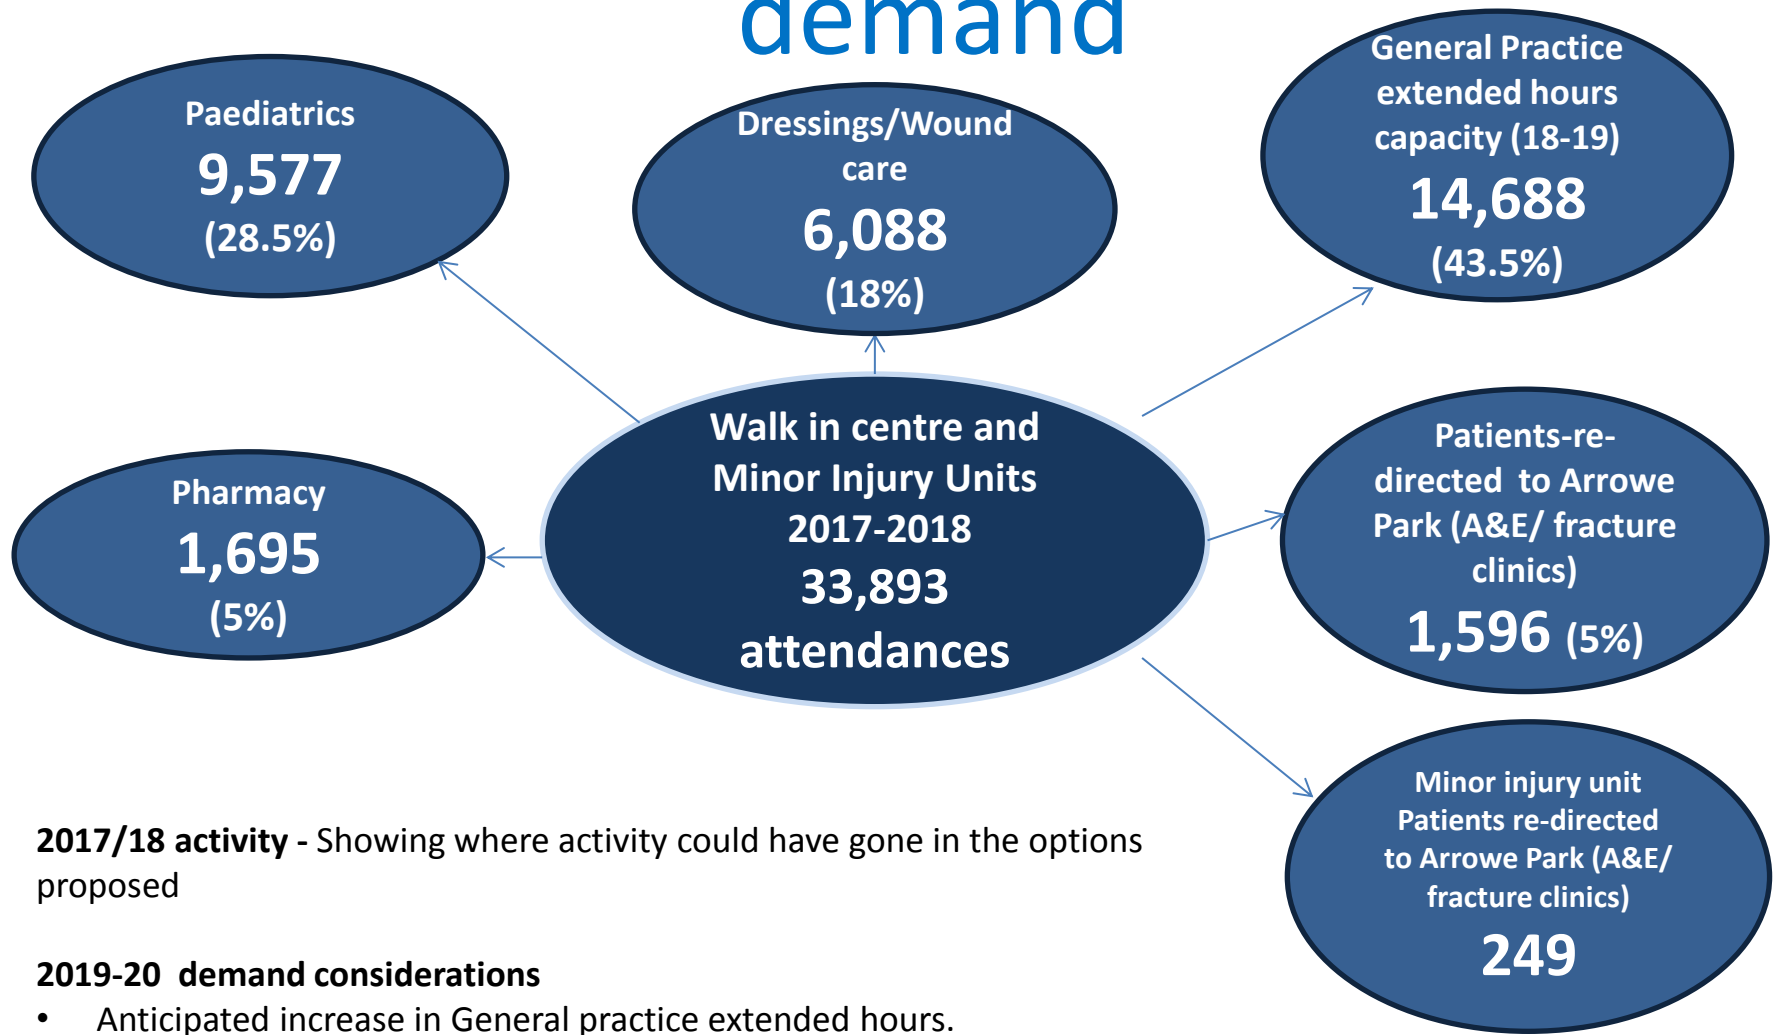 demand
Paediatrics
9,577
(28.5%)
Dressings/Wound
care
6,088
(18%)
General Practice
extended hours
capacity (18-19)
14,688
(43.5%)
Pharmacy
1,695
(5%)
Walk in centre and
Minor Injury Units
2017-2018
33,893
attendances
Patients-re-
directed to Arrowe
Park (A&E/ fracture
clinics)
1,596 (5%)
Minor injury unit
Patients re-directed
to Arrowe Park (A&E/
fracture clinics)
249
2017/18 activity - Showing where activity could have gone in the options
proposed
2019-20 demand considerations
• Anticipated increase in General practice extended hours.